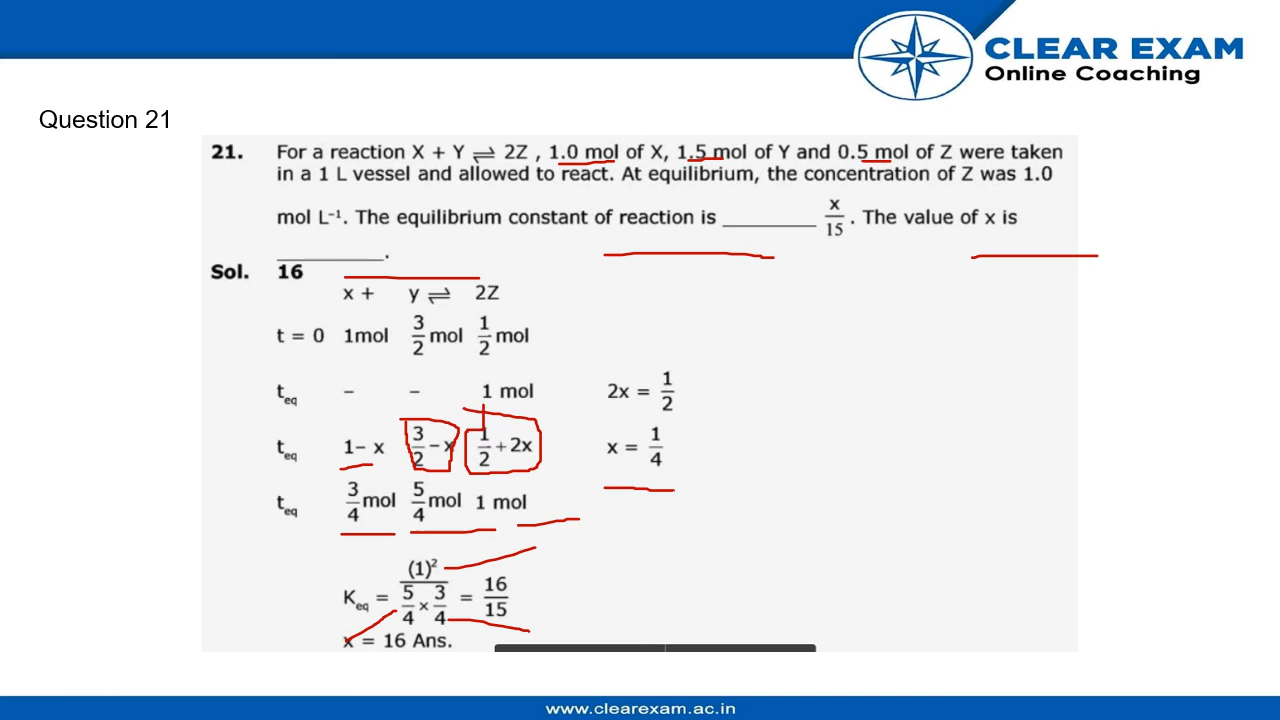 CLEAR EXAM
Online Coaching
Question 21
21. For a reaction X + Y ⇌ 2Z , 1.0 mol of X, 1.5 mol of Y and 0.5 mol of Z were taken
in a 1 L vessel and allowed to react. At equilibrium, the concentration of Z was 1.0
mol L⁻¹. The equilibrium constant of reaction is ________ x/15 . The value of x is
________.
Sol. 16
x + y ⇌ 2Z
t = 0 1mol 3/2 mol 1/2 mol
t_eq – – 1 mol 2x = 1/2
t_eq 1– x 3/2 – x 1/2 + 2x x = 1/4
t_eq 3/4 mol 5/4 mol 1 mol
K_eq = (1)² / (5/4 × 3/4) = 16/15
x = 16 Ans.
www.clearexam.ac.in